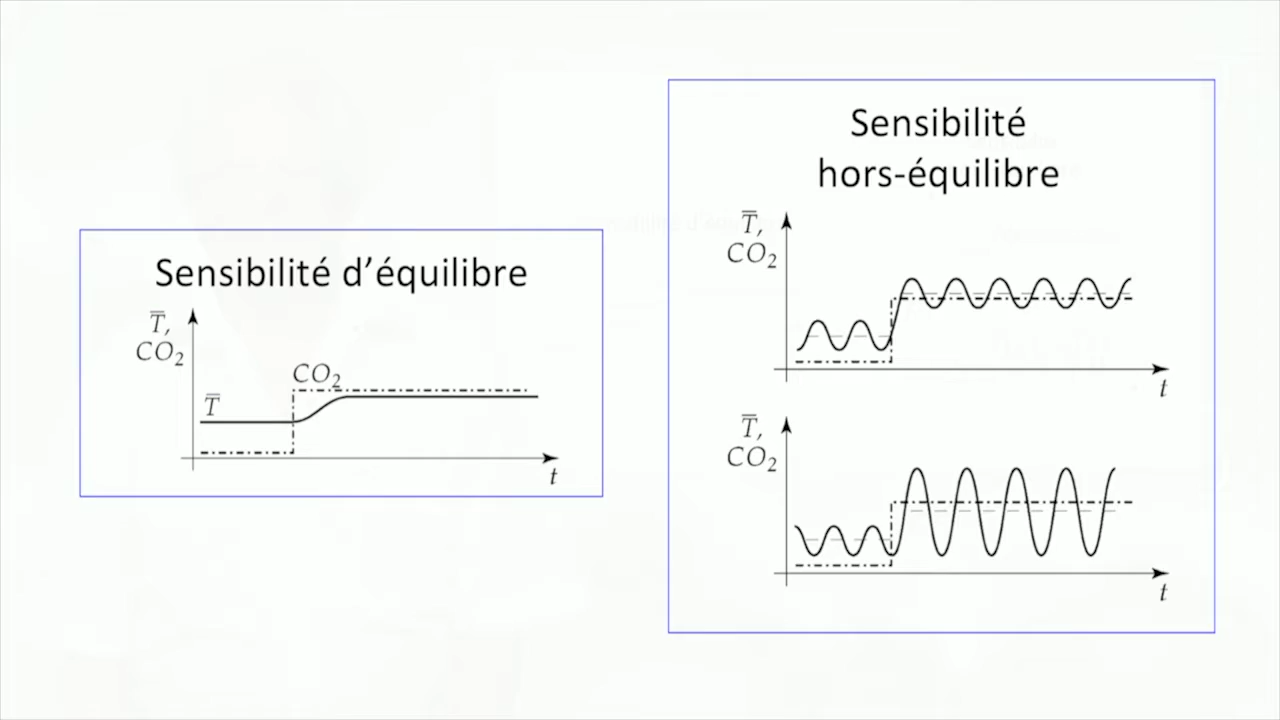 Sensibilité d'équilibre
T̅,
CO₂
CO₂
T̅
t
Sensibilité
hors-équilibre
T̅,
CO₂
t
T̅,
CO₂
t